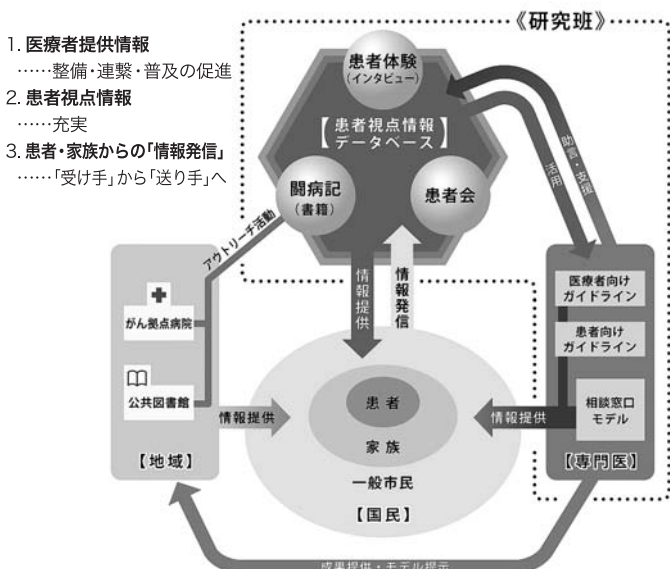 1. 医療者提供情報
……整備・連繫・普及の促進
2. 患者視点情報
……充実
3. 患者・家族からの「情報発信」
……「受け手」から「送り手」へ
《研究班》
患者体験
(インタビュー)
【患者視点情報
データベース】
闘病記
(書籍)
患者会
助言・支援
活用
アウトリーチ活動
情報提供
情報発信
がん拠点病院
公共図書館
【地域】
情報提供
患者
家族
一般市民
【国民】
情報提供
医療者向け
ガイドライン
患者向け
ガイドライン
相談窓口
モデル
【専門医】
成果提供・モデル提示